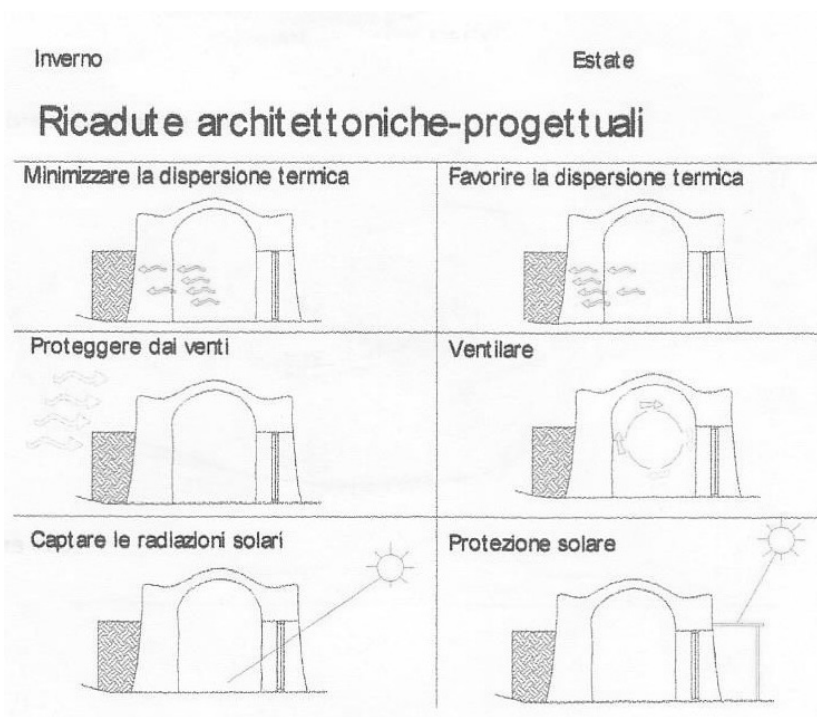 Inverno
Estate
Ricadute architettoniche-progettuali
Minimizzare la dispersione termica
Favorire la dispersione termica
Proteggere dai venti
Ventilare
Captare le radiazioni solari
Protezione solare